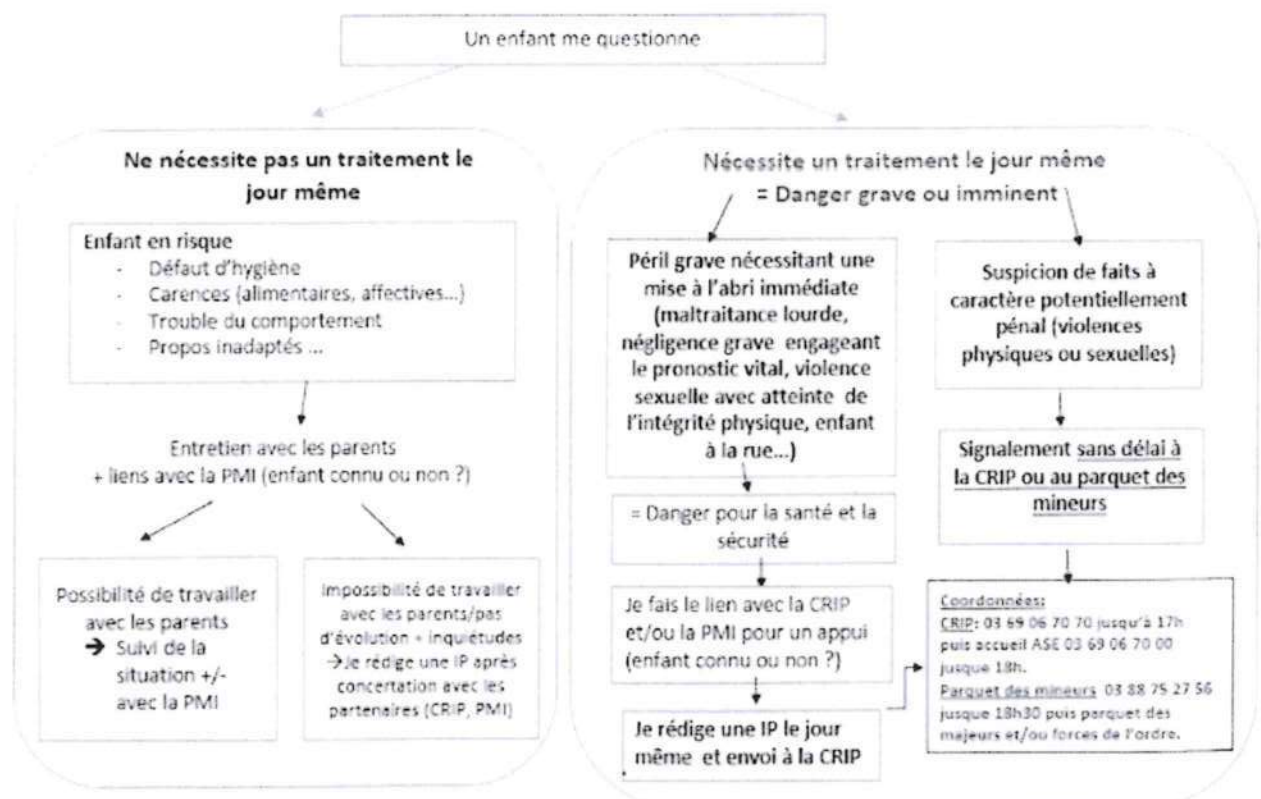 Un enfant me questionne
Ne nécessite pas un traitement le
jour même
Enfant en risque
- Défaut d'hygiène
- Carences (alimentaires, affectives...)
- Trouble du comportement
- Propos inadaptés ...
Entretien avec les parents
+ liens avec la PMI (enfant connu ou non ?)
Possibilité de travailler
avec les parents
➔ Suivi de la
situation +/-
avec la PMI
Impossibilité de travailler
avec les parents/pas
d'évolution + inquiétudes
→Je rédige une IP après
concertation avec les
partenaires (CRIP, PMI)
Nécessite un traitement le jour même
= Danger grave ou imminent
Péril grave nécessitant une
mise à l'abri immédiate
(maltraitance lourde,
négligence grave engageant
le pronostic vital, violence
sexuelle avec atteinte de
l'intégrité physique, enfant
à la rue...)
= Danger pour la santé et la
sécurité
Je fais le lien avec la CRIP
et/ou la PMI pour un appui
(enfant connu ou non ?)
Je rédige une IP le jour
même et envoi à la CRIP
Suspicion de faits à
caractère potentiellement
pénal (violences
physiques ou sexuelles)
Signalement sans délai à
la CRIP ou au parquet des
mineurs
Coordonnées:
CRIP: 03 69 06 70 70 jusqu'à 17h
puis accueil ASE 03 69 06 70 00
jusque 18h.
Parquet des mineurs 03 88 75 27 56
jusque 18h30 puis parquet des
majeurs et/ou forces de l'ordre.